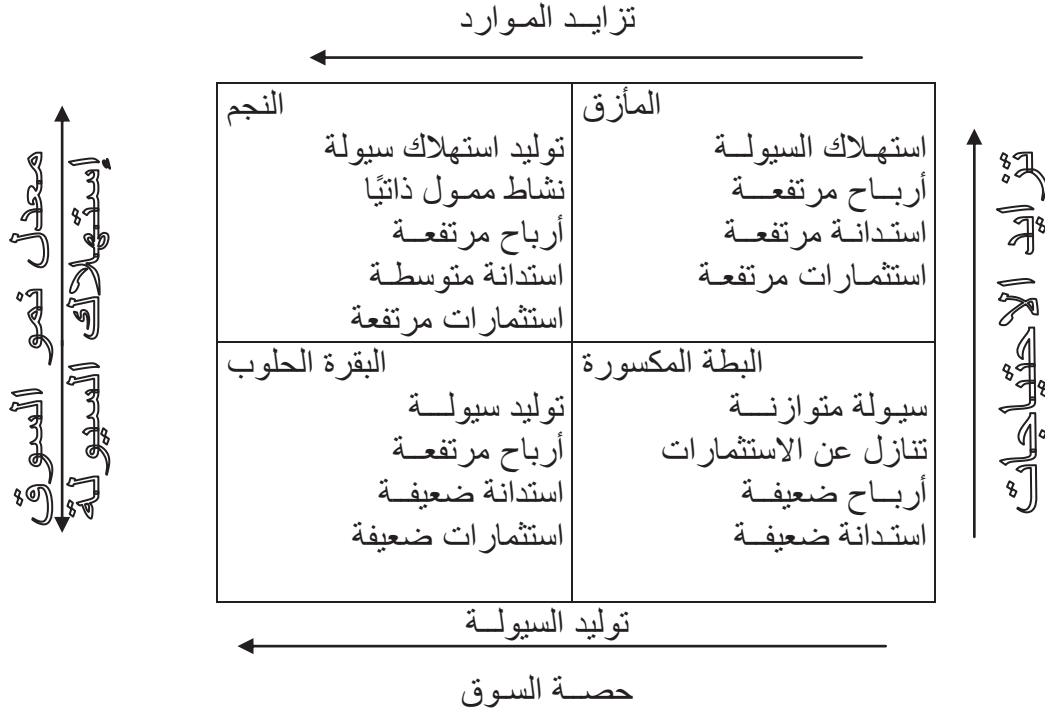 تزايد الموارد
المأزق
استهلاك السيولة
أرباح مرتفعة
استدانة مرتفعة
استثمارات مرتفعة
النجم
توليد استهلاك سيولة
نشاط ممول ذاتيًا
أرباح مرتفعة
استدانة متوسطة
استثمارات مرتفعة
البطة المكسورة
سيولة متوازنة
تنازل عن الاستثمارات
أرباح ضعيفة
استدانة ضعيفة
البقرة الحلوب
توليد سيولة
أرباح مرتفعة
استدانة ضعيفة
استثمارات ضعيفة
تزايد الاحتياجات
أستهلاك السيولة
معدل نمو السوق
توليد السيولة
حصة السوق